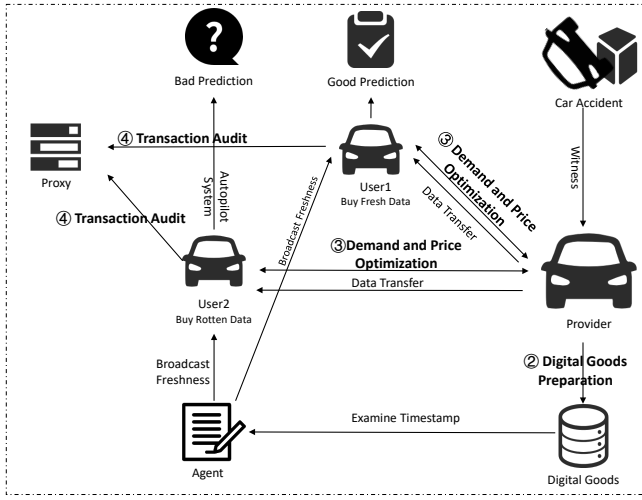 Bad Prediction
Good Prediction
Car Accident
④ Transaction Audit
Proxy
Autopilot
System
User1
Buy Fresh Data
③ Demand and Price
Optimization
Data Transfer
Witness
Broadcast Freshness
④ Transaction Audit
③Demand and Price
Optimization
Data Transfer
User2
Buy Rotten Data
Provider
② Digital Goods
Preparation
Broadcast
Freshness
Examine Timestamp
Agent
Digital Goods